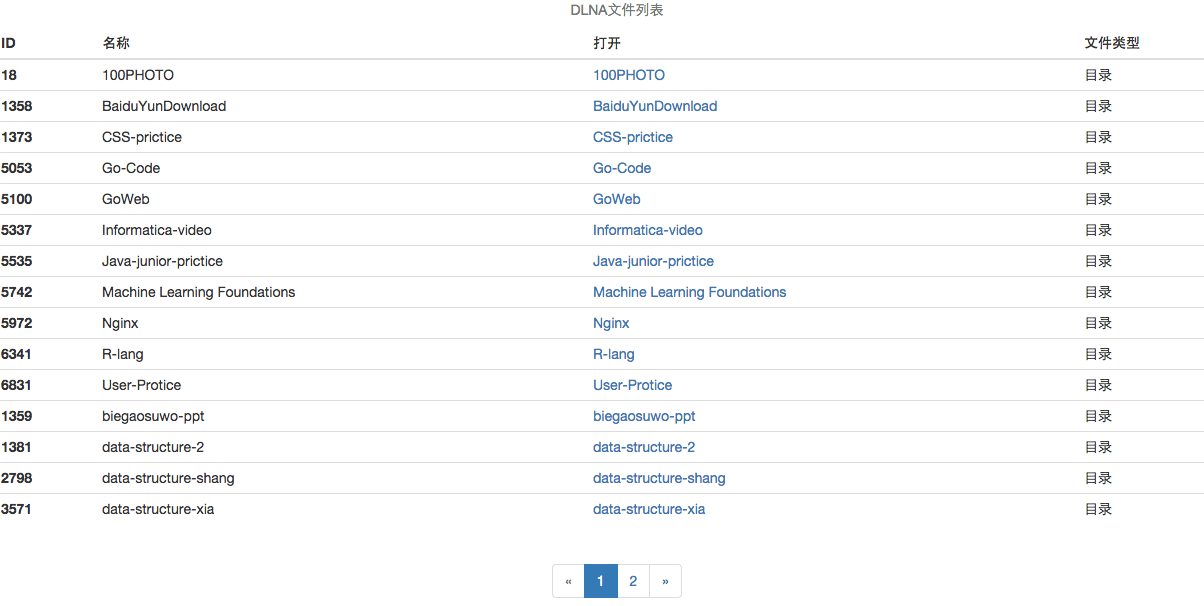 DLNA文件列表
ID 名称 打开 文件类型
18 100PHOTO 100PHOTO 目录
1358 BaiduYunDownload BaiduYunDownload 目录
1373 CSS-prictice CSS-prictice 目录
5053 Go-Code Go-Code 目录
5100 GoWeb GoWeb 目录
5337 Informatica-video Informatica-video 目录
5535 Java-junior-prictice Java-junior-prictice 目录
5742 Machine Learning Foundations Machine Learning Foundations 目录
5972 Nginx Nginx 目录
6341 R-lang R-lang 目录
6831 User-Protice User-Protice 目录
1359 biegaosuwo-ppt biegaosuwo-ppt 目录
1381 data-structure-2 data-structure-2 目录
2798 data-structure-shang data-structure-shang 目录
3571 data-structure-xia data-structure-xia 目录
« 1 2 »